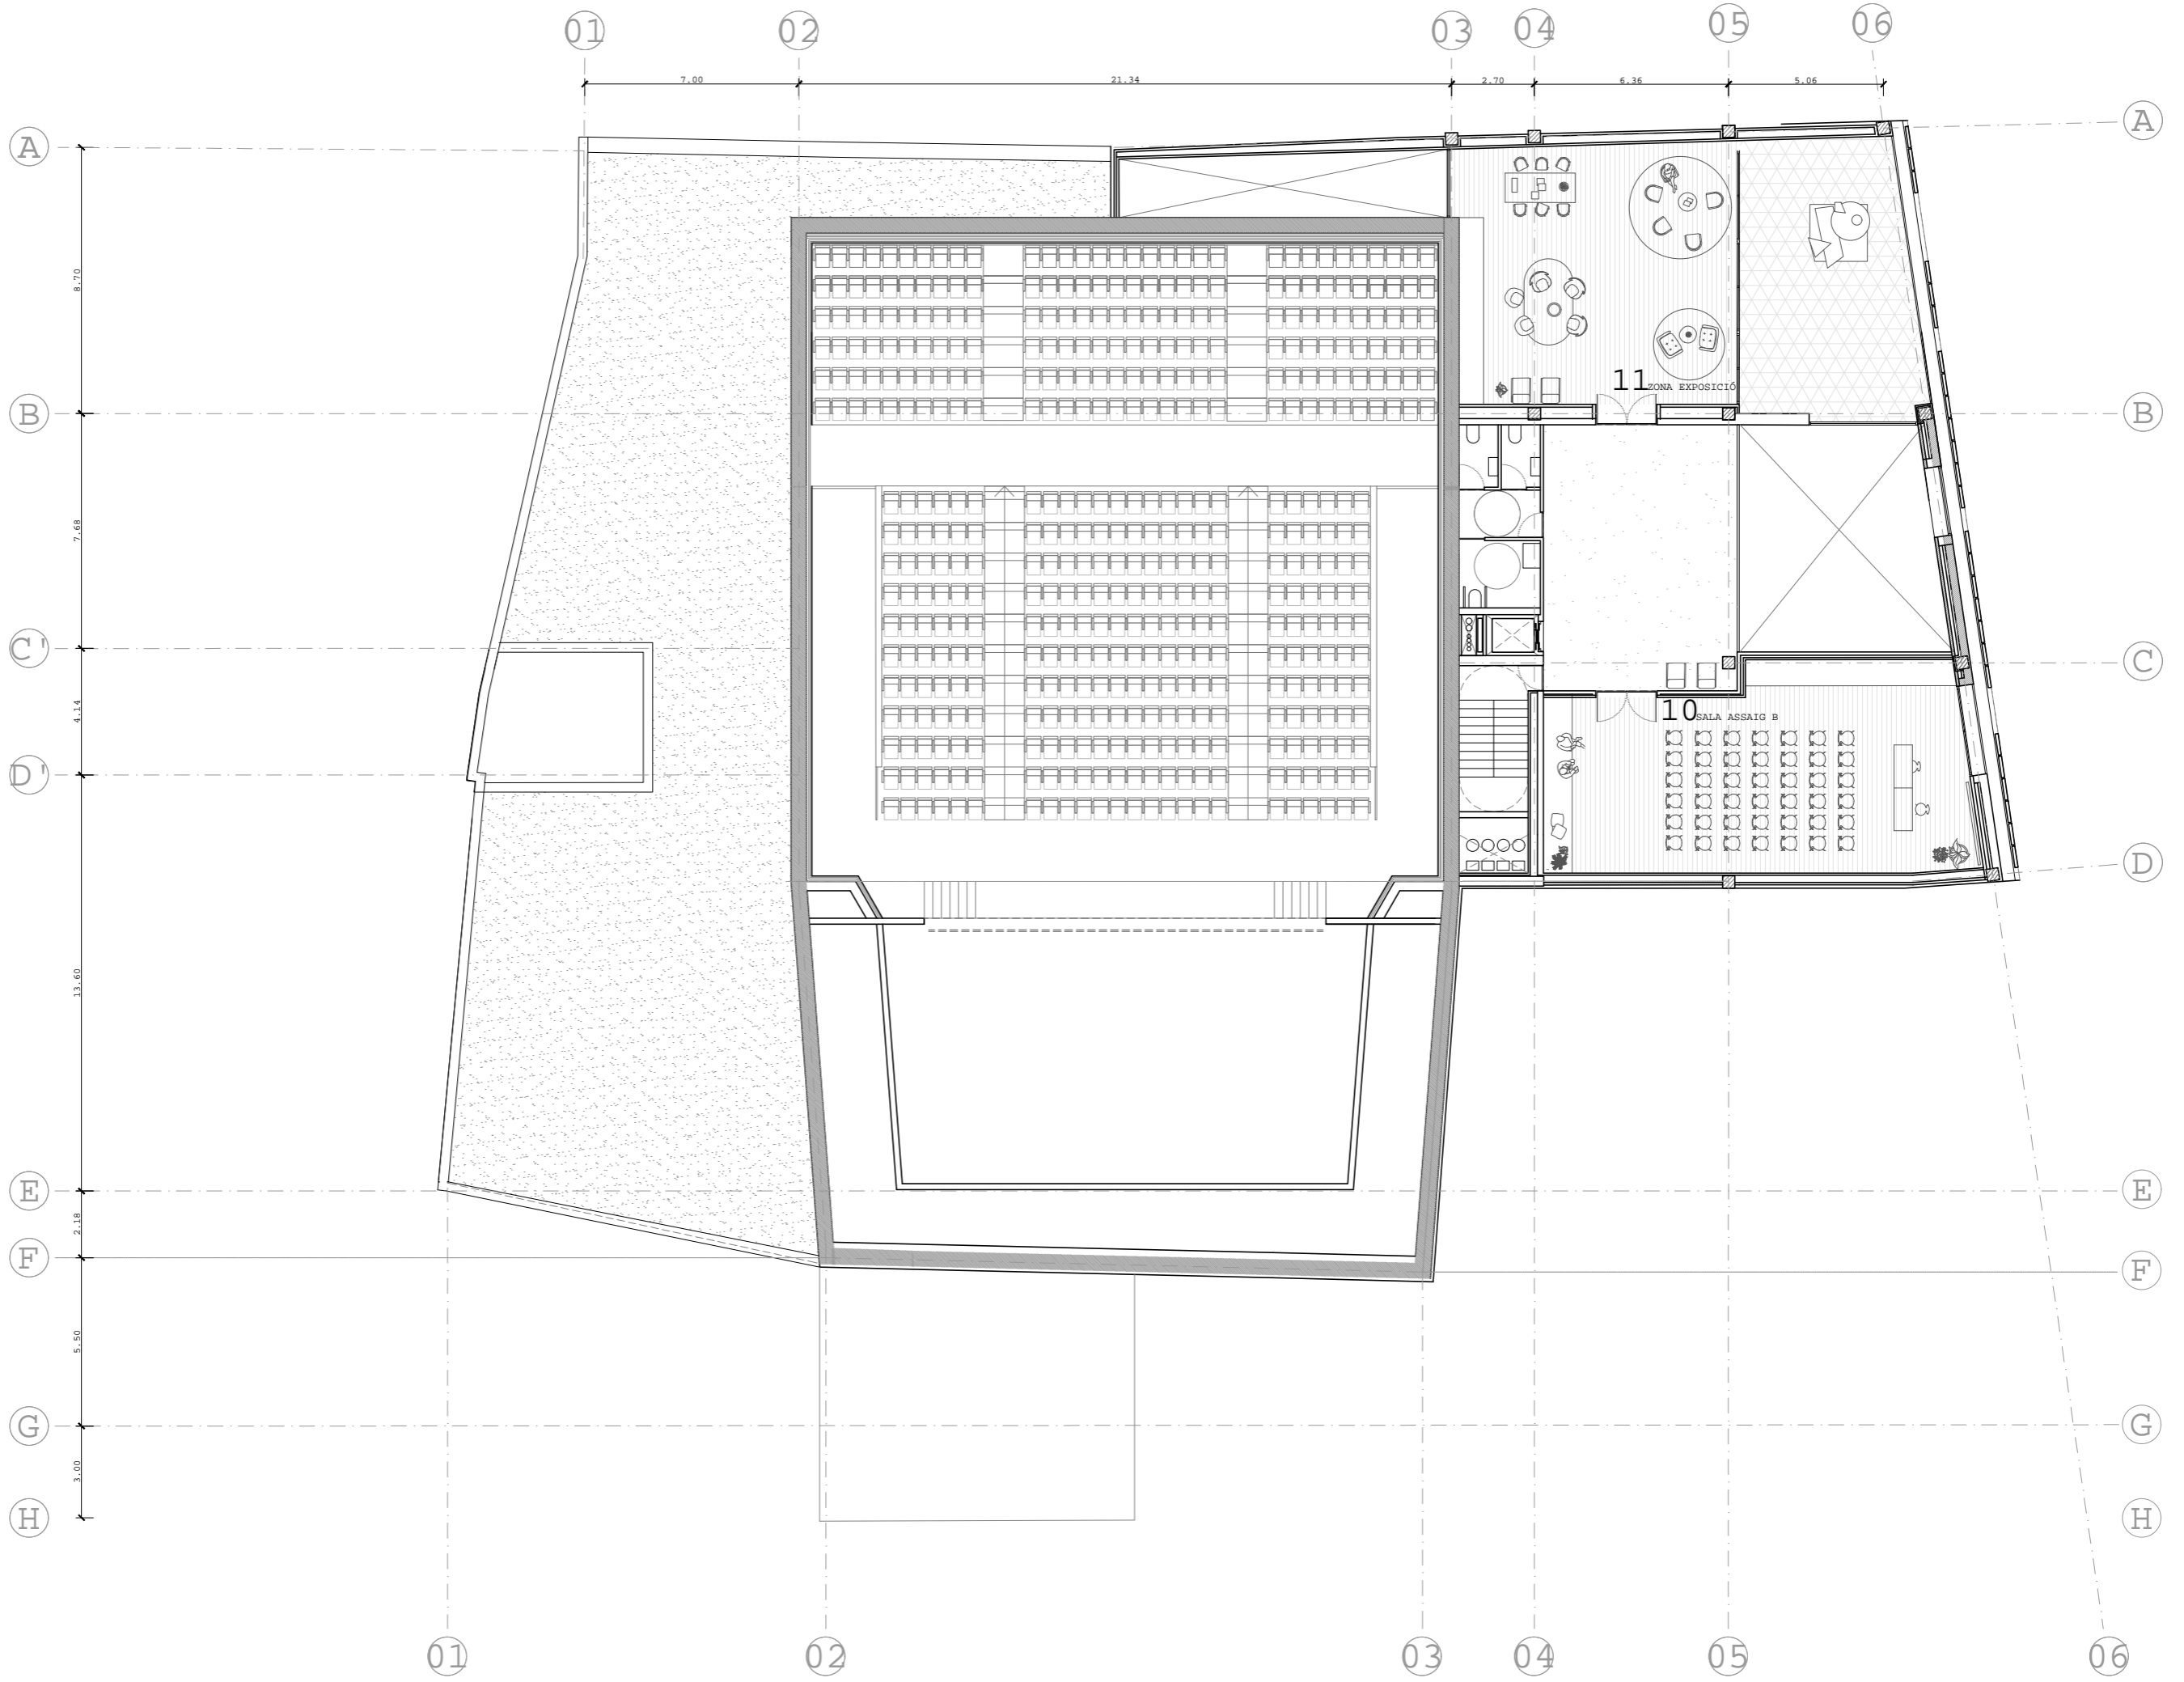 01 02 03 04 05 06
7.00 21.34 2.70 6.36 5.06
A A
8.70
11 ZONA EXPOSICIÓ
B B
7.68
C' C
4.14
10 SALA ASSAIG B
D' D
13.60
E E
2.18
F F
5.50
G G
3.00
H H
01 02 03 04 05 06